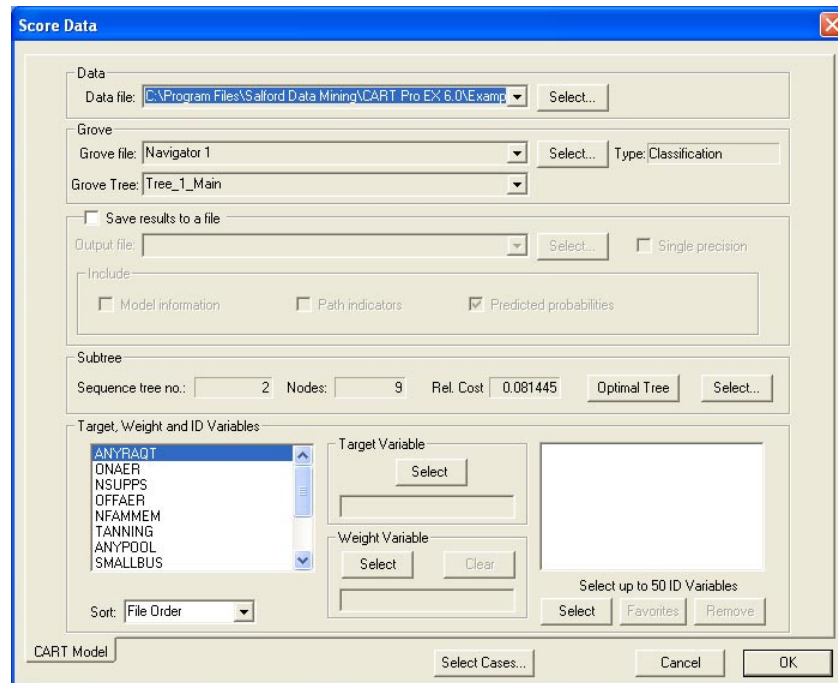 Score Data
Data
Data file: C:\Program Files\Salford Data Mining\CART Pro EX 6.0\Examp Select...
Grove
Grove file: Navigator 1 Select... Type: Classification
Grove Tree: Tree_1_Main
Save results to a file
Output file: Select... Single precision
Include
Model information Path indicators Predicted probabilities
Subtree
Sequence tree no.: 2 Nodes: 9 Rel. Cost 0.081445 Optimal Tree Select...
Target, Weight and ID Variables
ANYRAQT
ONAER
NSUPPS
OFFAER
NFAMMEM
TANNING
ANYPOOL
SMALLBUS
Sort: File Order
Target Variable
Select
Weight Variable
Select Clear
Select up to 50 ID Variables
Select Favorites Remove
CART Model
Select Cases... Cancel OK